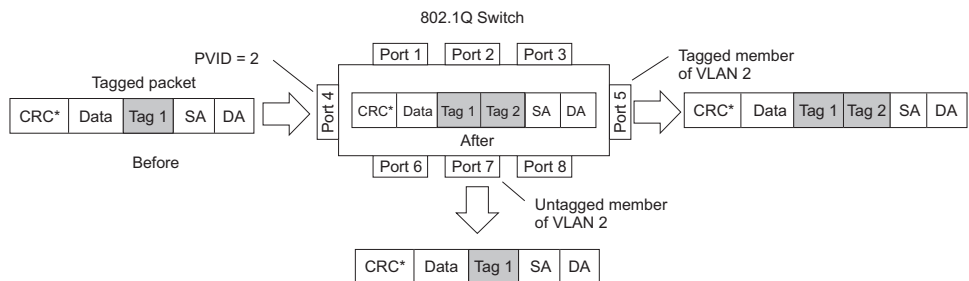 802.1Q Switch
Port 1 Port 2 Port 3
PVID = 2
Tagged member
of VLAN 2
Tagged packet
Port 4
Port 5
CRC* Data Tag 1 SA DA
CRC* Data Tag 1 Tag 2 SA DA
CRC* Data Tag 1 Tag 2 SA DA
After
Before
Port 6 Port 7 Port 8
Untagged member
of VLAN 2
CRC* Data Tag 1 SA DA